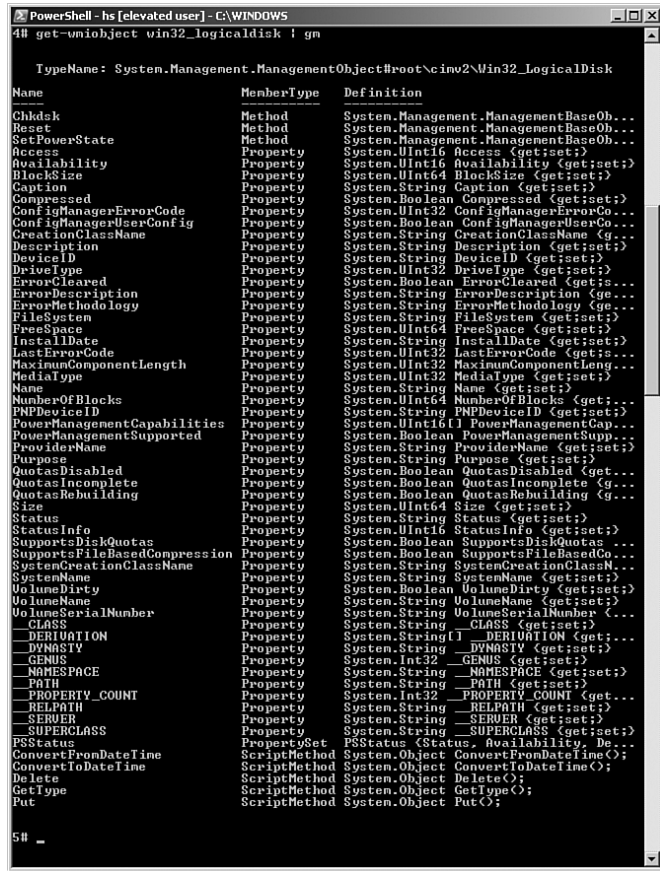 PowerShell - hs [elevated user] - C:\WINDOWS
4# get-wmiobject win32_logicaldisk | gm
TypeName: System.Management.ManagementObject#root\cimv2\Win32_LogicalDisk
Name MemberType Definition
---- ---------- ----------
Chkdsk Method System.Management.ManagementBaseOb...
Reset Method System.Management.ManagementBaseOb...
SetPowerState Method System.Management.ManagementBaseOb...
Access Property System.UInt16 Access {get;set;}
Availability Property System.UInt16 Availability {get;set;}
BlockSize Property System.UInt64 BlockSize {get;set;}
Caption Property System.String Caption {get;set;}
Compressed Property System.Boolean Compressed {get;set;}
ConfigManagerErrorCode Property System.UInt32 ConfigManagerErrorCo...
ConfigManagerUserConfig Property System.Boolean ConfigManagerUserCo...
CreationClassName Property System.String CreationClassName {g...
Description Property System.String Description {get;set;}
DeviceID Property System.String DeviceID {get;set;}
DriveType Property System.UInt32 DriveType {get;set;}
ErrorCleared Property System.Boolean ErrorCleared {get;s...
ErrorDescription Property System.String ErrorDescription {ge...
ErrorMethodology Property System.String ErrorMethodology {ge...
FileSystem Property System.String FileSystem {get;set;}
FreeSpace Property System.UInt64 FreeSpace {get;set;}
InstallDate Property System.String InstallDate {get;set;}
LastErrorCode Property System.UInt32 LastErrorCode {get;s...
MaximumComponentLength Property System.UInt32 MaximumComponentLeng...
MediaType Property System.UInt32 MediaType {get;set;}
Name Property System.String Name {get;set;}
NumberOfBlocks Property System.UInt64 NumberOfBlocks {get;...
PNPDeviceID Property System.String PNPDeviceID {get;set;}
PowerManagementCapabilities Property System.UInt16[] PowerManagementCap...
PowerManagementSupported Property System.Boolean PowerManagementSupp...
ProviderName Property System.String ProviderName {get;set;}
Purpose Property System.String Purpose {get;set;}
QuotasDisabled Property System.Boolean QuotasDisabled {get...
QuotasIncomplete Property System.Boolean QuotasIncomplete {g...
QuotasRebuilding Property System.Boolean QuotasRebuilding {g...
Size Property System.UInt64 Size {get;set;}
Status Property System.String Status {get;set;}
StatusInfo Property System.UInt16 StatusInfo {get;set;}
SupportsDiskQuotas Property System.Boolean SupportsDiskQuotas ...
SupportsFileBasedCompression Property System.Boolean SupportsFileBasedCo...
SystemCreationClassName Property System.String SystemCreationClassN...
SystemName Property System.String SystemName {get;set;}
VolumeDirty Property System.Boolean VolumeDirty {get;set;}
VolumeName Property System.String VolumeName {get;set;}
VolumeSerialNumber Property System.String VolumeSerialNumber {...
__CLASS Property System.String __CLASS {get;set;}
__DERIVATION Property System.String[] __DERIVATION {get;...
__DYNASTY Property System.String __DYNASTY {get;set;}
__GENUS Property System.Int32 __GENUS {get;set;}
__NAMESPACE Property System.String __NAMESPACE {get;set;}
__PATH Property System.String __PATH {get;set;}
__PROPERTY_COUNT Property System.Int32 __PROPERTY_COUNT {get...
__RELPATH Property System.String __RELPATH {get;set;}
__SERVER Property System.String __SERVER {get;set;}
__SUPERCLASS Property System.String __SUPERCLASS {get;set;}
PSStatus PropertySet PSStatus {Status, Availability, De...
ConvertFromDateTime ScriptMethod System.Object ConvertFromDateTime();
ConvertToDateTime ScriptMethod System.Object ConvertToDateTime();
Delete ScriptMethod System.Object Delete();
GetType ScriptMethod System.Object GetType();
Put ScriptMethod System.Object Put();
5# _